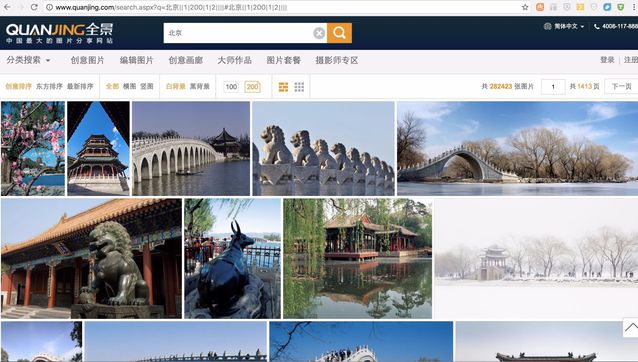 www.quanjing.com/search.aspx?q=北京||1|200|1|2||||#北京||1|200|1|2||||
QUANJING全景
中国最大的图片分享网站
北京
简体中文
4008-117-888
分类搜索 创意图片 编辑图片 创意画廊 大师作品 图片套餐 摄影师专区
登录 注册
创意排序 东方排序 最新排序 全部 横图 竖图 白背景 黑背景 100 200
共 282423 张图片 1 共 1413 页 下一页